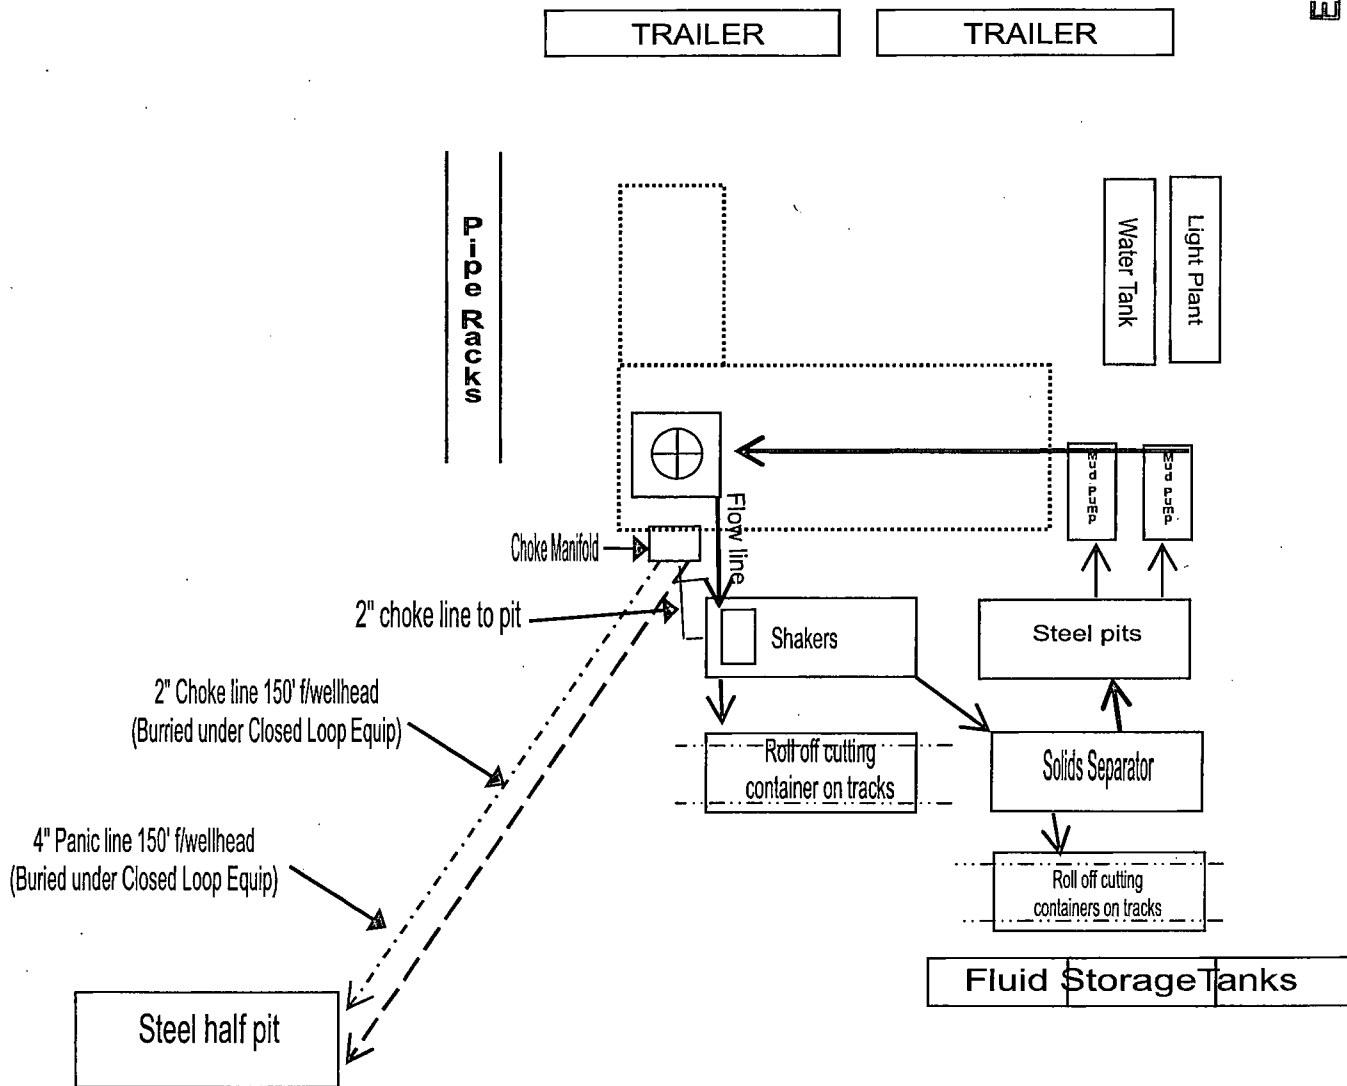 E
TRAILER
TRAILER
Pipe Racks
Water Tank
Light Plant
Mud Pump
Mud Pump
Flow line
Choke Manifold
2" choke line to pit
Shakers
Steel pits
2" Choke line 150' f/wellhead
(Burried under Closed Loop Equip)
Roll off cutting
container on tracks
Solids Separator
4" Panic line 150' f/wellhead
(Buried under Closed Loop Equip)
Roll off cutting
containers on tracks
Fluid StorageTanks
Steel half pit